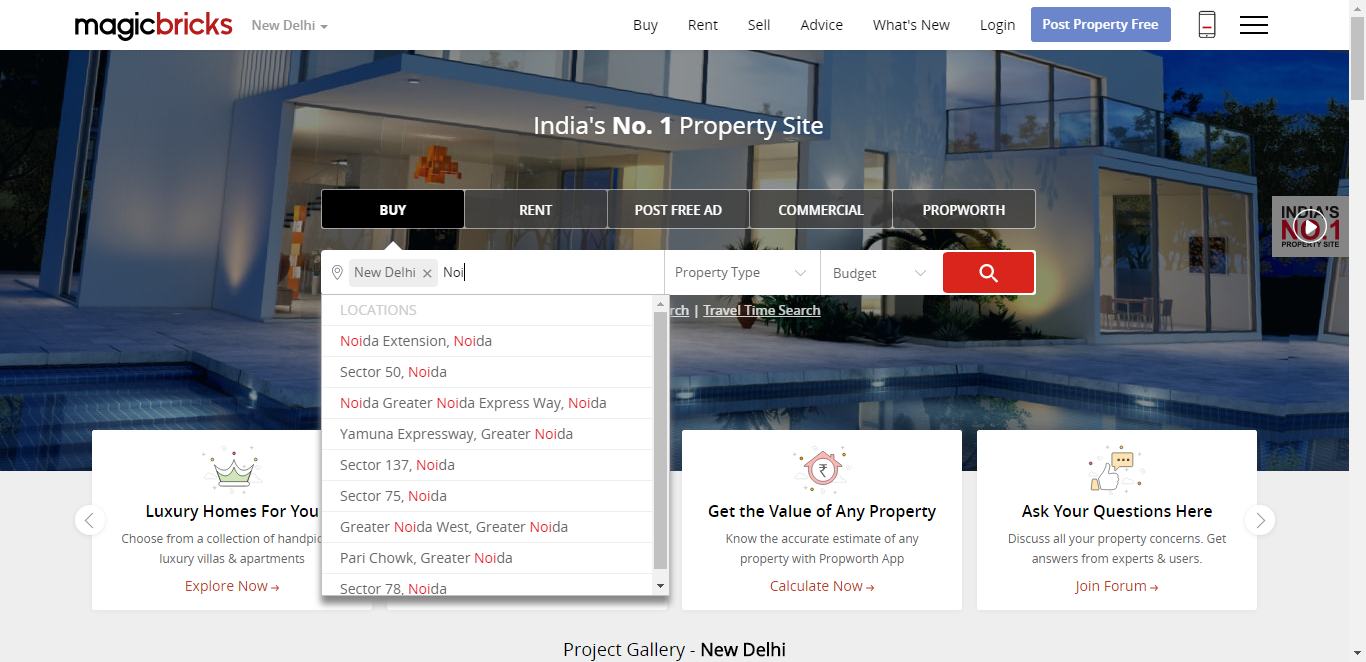 magicbricks
New Delhi
Buy
Rent
Sell
Advice
What's New
Login
Post Property Free
India's No. 1 Property Site
BUY
RENT
POST FREE AD
COMMERCIAL
PROPWORTH
INDIA'S
NO.1
PROPERTY SITE
New Delhi × Noi
Property Type
Budget
| Travel Time Search
LOCATIONS
Noida Extension, Noida
Sector 50, Noida
Noida Greater Noida Express Way, Noida
Yamuna Expressway, Greater Noida
Sector 137, Noida
Sector 75, Noida
Greater Noida West, Greater Noida
Pari Chowk, Greater Noida
Sector 78, Noida
Luxury Homes For You
Choose from a collection of handpic
luxury villas & apartments
Explore Now→
Get the Value of Any Property
Know the accurate estimate of any
property with Propworth App
Calculate Now→
Ask Your Questions Here
Discuss all your property concerns. Get
answers from experts & users.
Join Forum→
Project Gallery - New Delhi